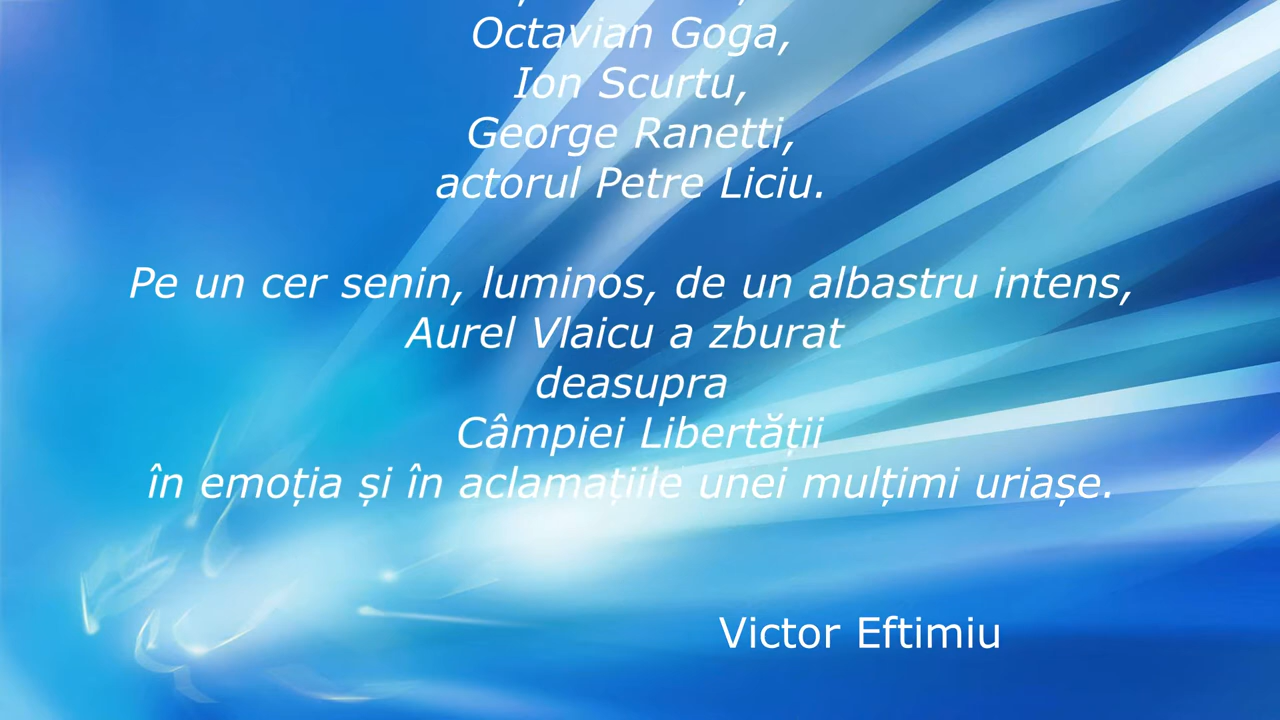 Octavian Goga,
Ion Scurtu,
George Ranetti,
actorul Petre Liciu.
Pe un cer senin, luminos, de un albastru intens,
Aurel Vlaicu a zburat
deasupra
Câmpiei Libertății
în emoția și în aclamațiile unei mulțimi uriașe.
Victor Eftimiu